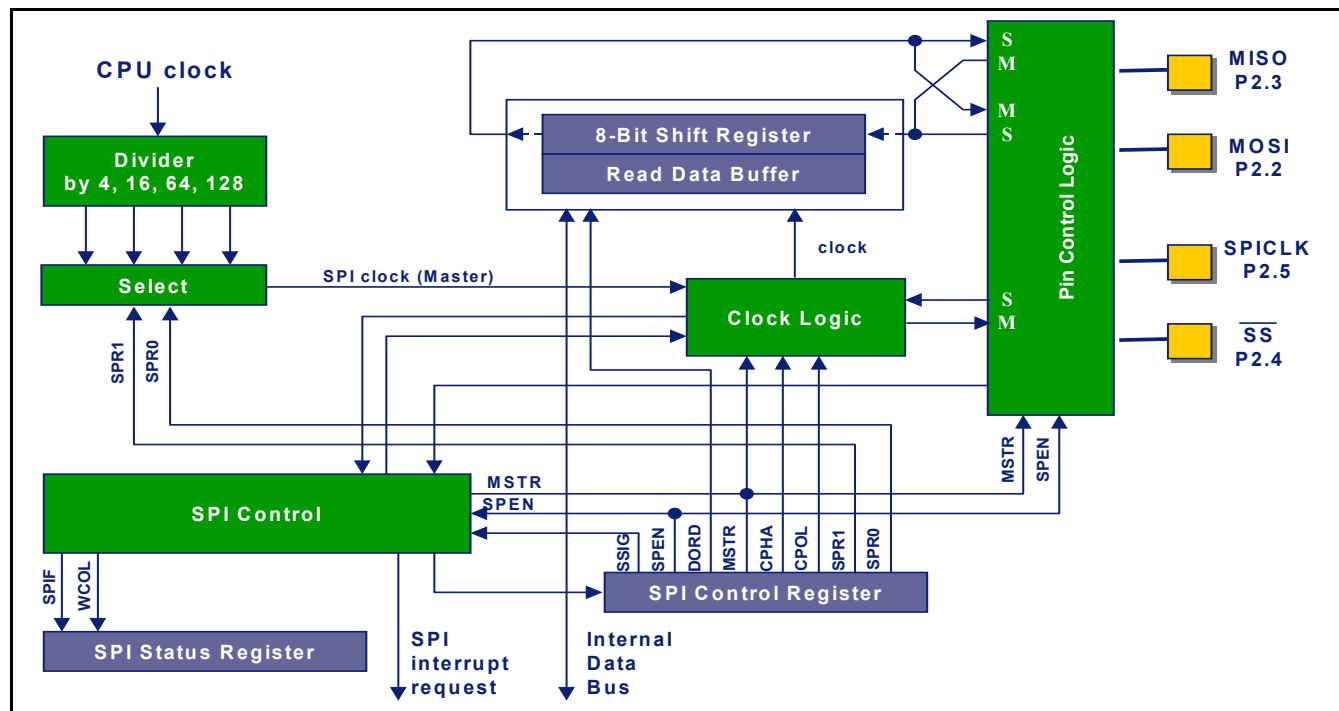 CPU clock
Divider
by 4, 16, 64, 128
Select
SPI clock (Master)
SPR1
SPR0
8-Bit Shift Register
Read Data Buffer
clock
Clock Logic
S
M
M
S
S
M
Pin Control Logic
MISO
P2.3
MOSI
P2.2
SPICLK
P2.5
SS
P2.4
MSTR
SPEN
SPI Control
MSTR
SPEN
SSIG
SPEN
DORD
MSTR
CPHA
CPOL
SPR1
SPR0
SPI Control Register
SPIF
WCOL
SPI Status Register
SPI
interrupt
request
Internal
Data
Bus